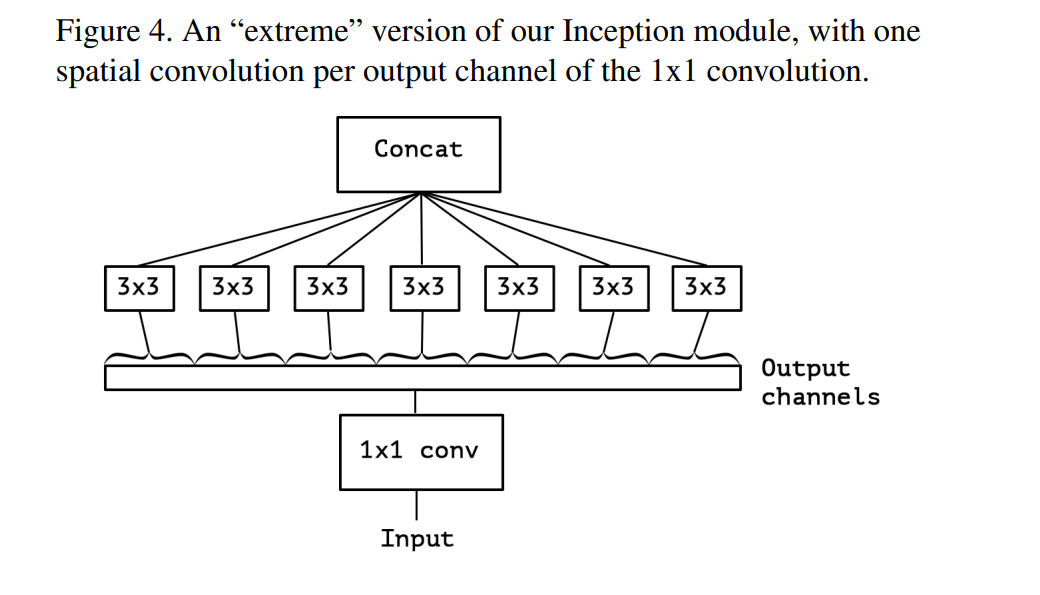 Figure 4. An “extreme” version of our Inception module, with one
spatial convolution per output channel of the 1x1 convolution.
Concat
3x3 3x3 3x3 3x3 3x3 3x3 3x3
Output
channels
1x1 conv
Input